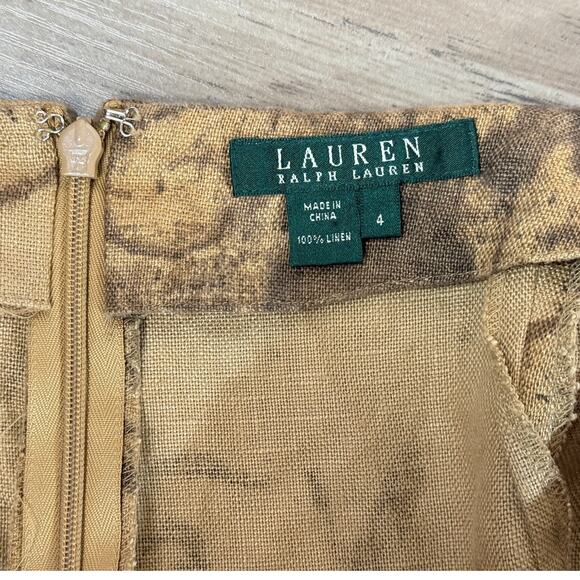 LAUREN
RALPH LAUREN
MADE IN
CHINA
4
100% LINEN